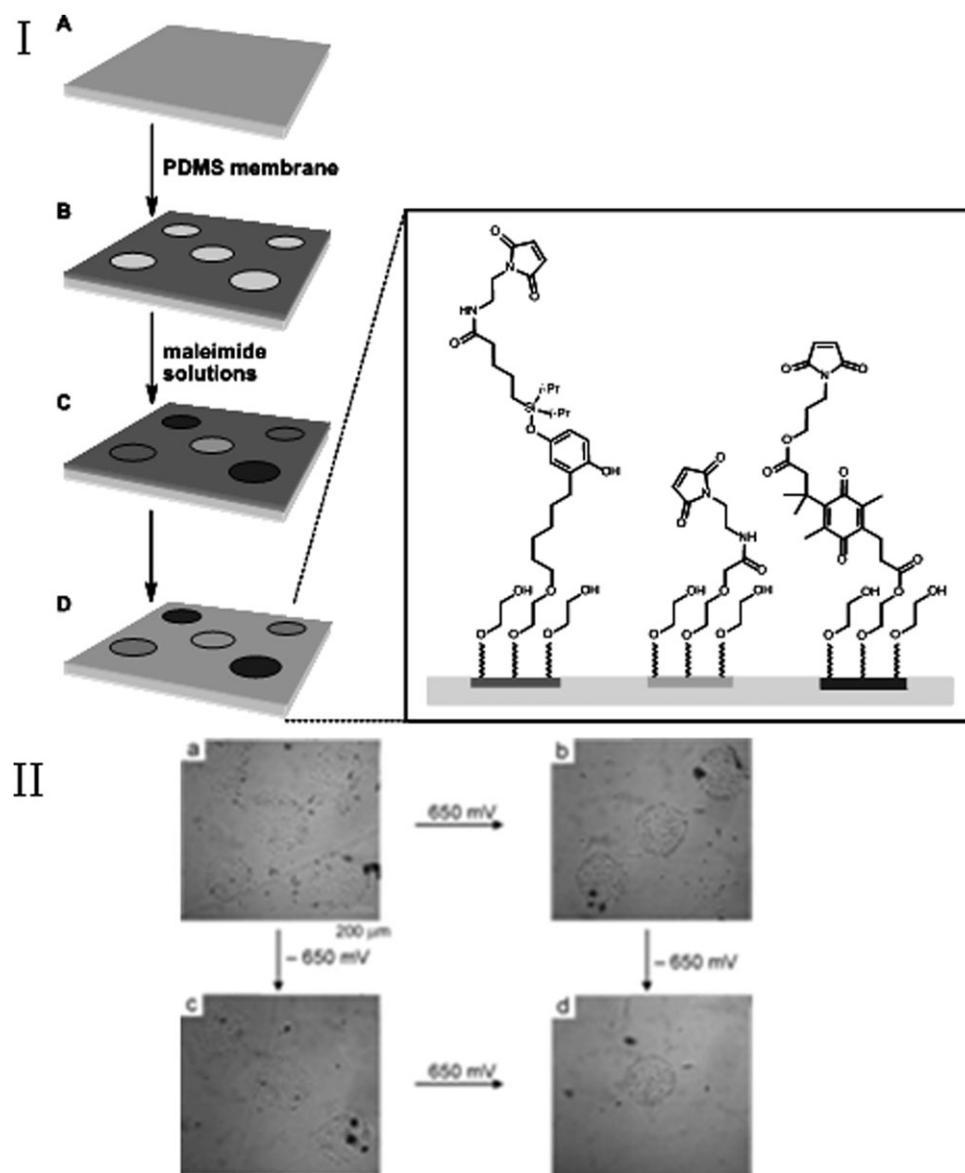 I
A
PDMS membrane
B
maleimide
solutions
C
D
O
N
O
HN
O
i-Pr
Si
i-Pr
O
OH
O
OH
OH
O
O
O
O
N
O
NH
O
O
OH
OH
O
O
O
O
N
O
O
O
O
O
O
O
OH
OH
O
O
O
II
a
650 mV
b
200 µm
– 650 mV
– 650 mV
c
650 mV
d